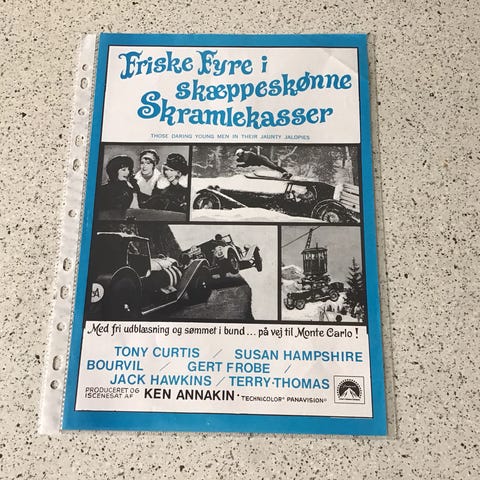 Friske Fyre i
skæppeskønne
Skramlekasser
THOSE DARING YOUNG MEN IN THEIR JAUNTY JALOPIES
Med fri udblæsning og sømmet i bund... på vej til Monte Carlo!
TONY CURTIS / SUSAN HAMPSHIRE
BOURVIL / GERT FROBE /
JACK HAWKINS / TERRY-THOMAS
PRODUCERET OG
ISCENESAT AF KEN ANNAKIN · TECHNICOLOR® PANAVISION®